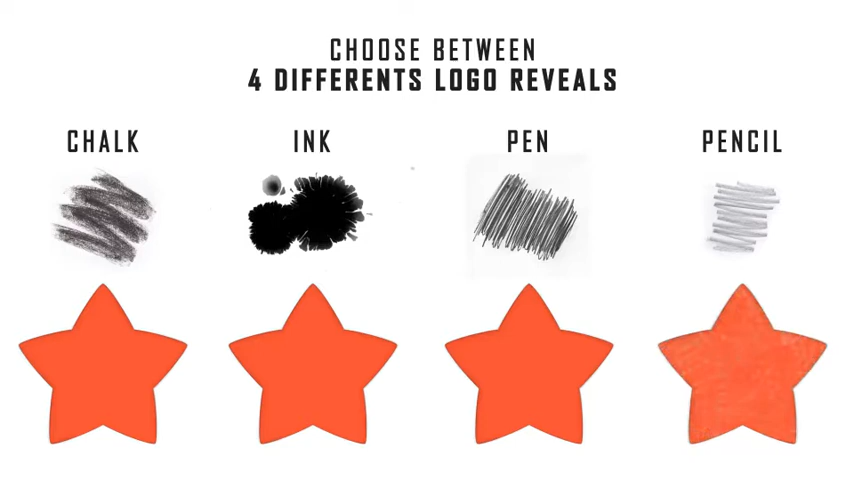 CHOOSE BETWEEN
4 DIFFERENTS LOGO REVEALS
CHALK
INK
PEN
PENCIL